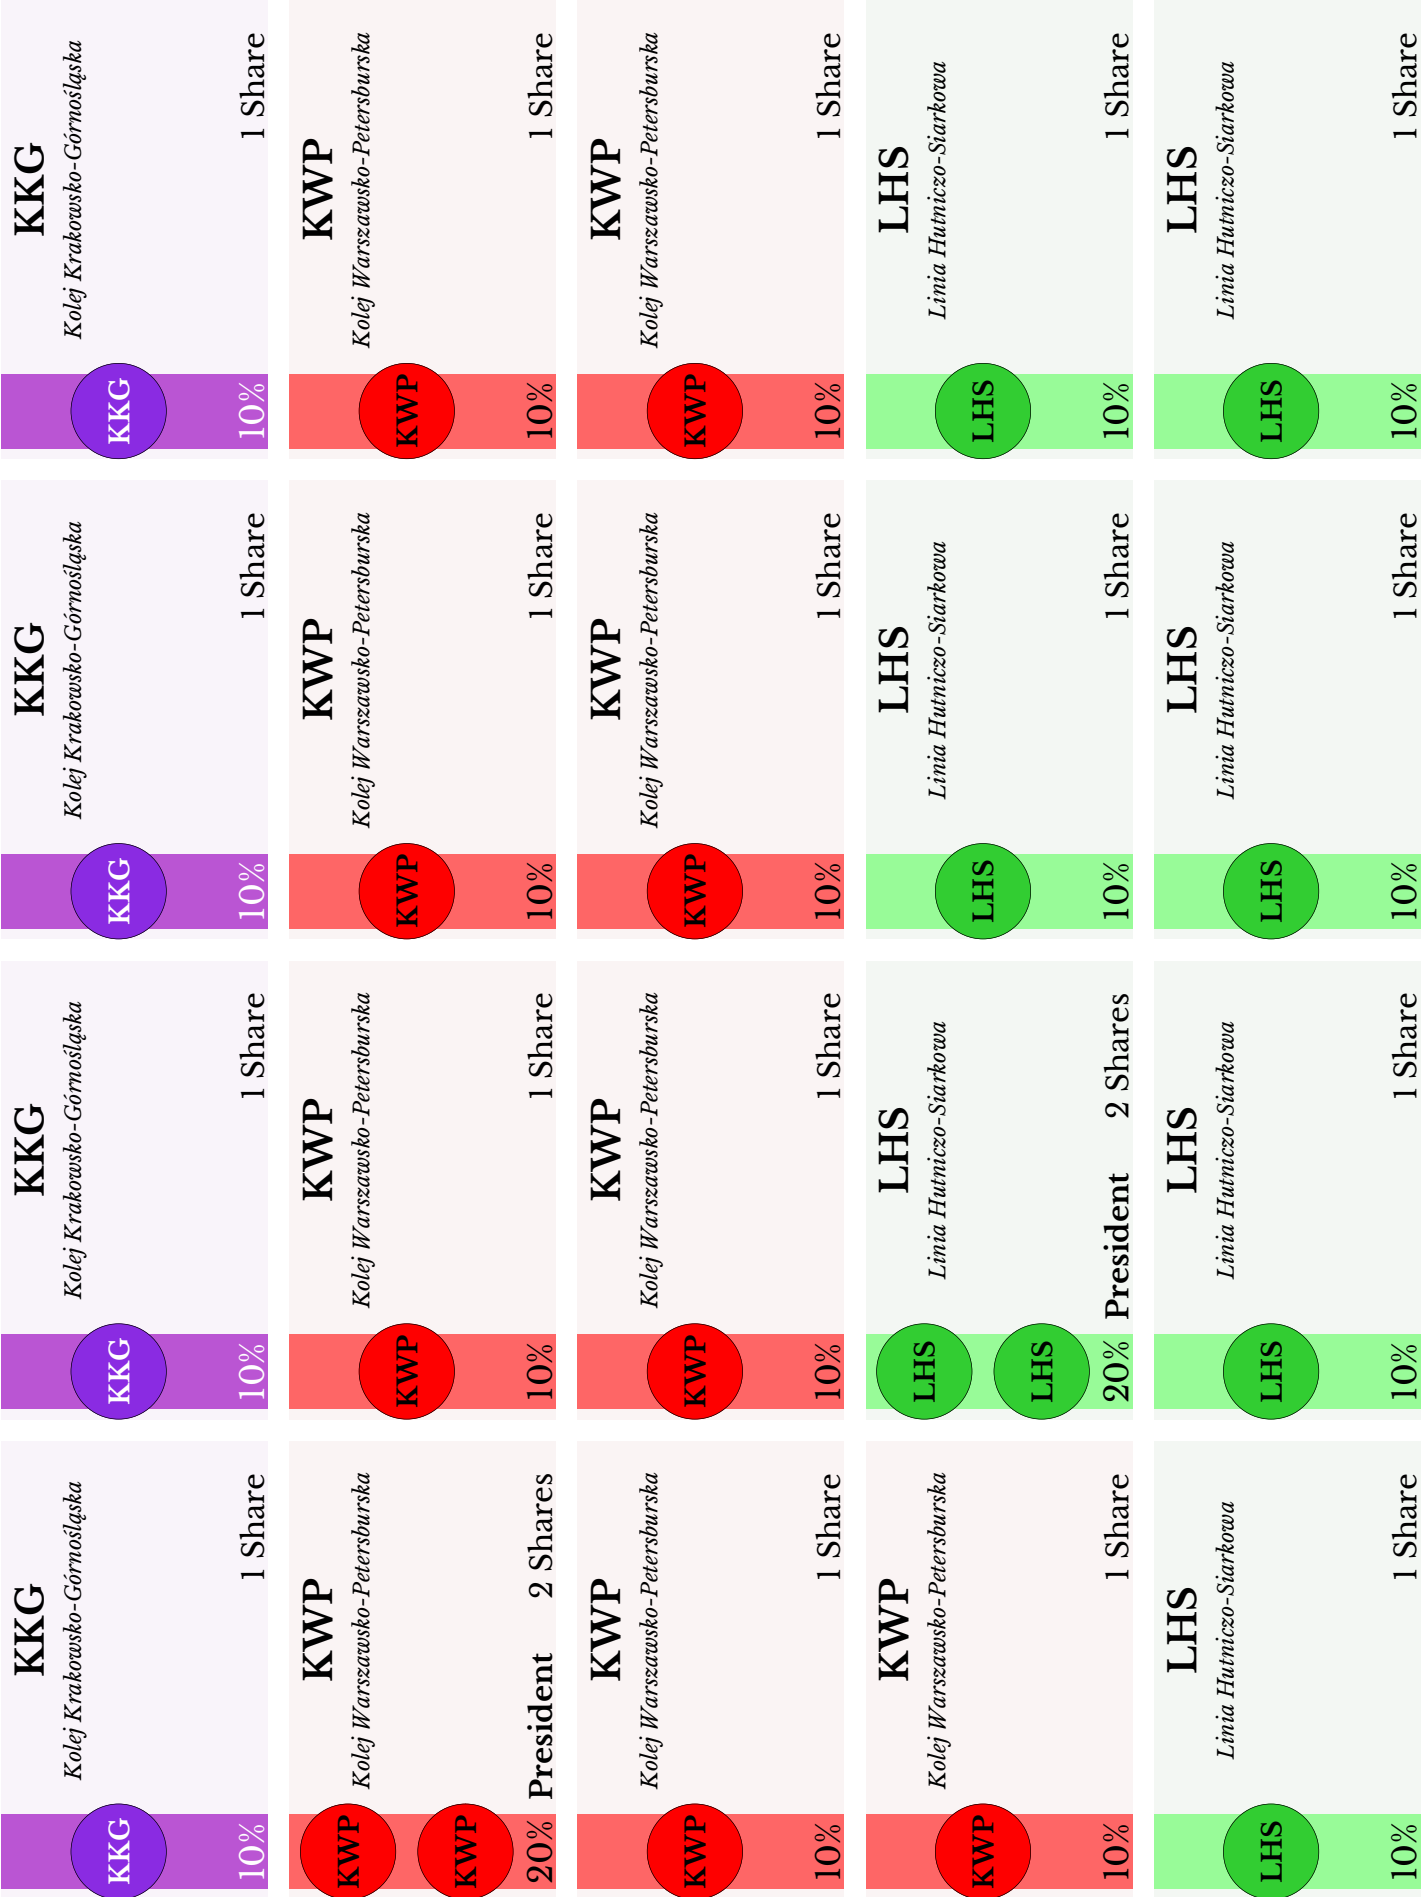 KKG
Kolej Krakowsko-Górnośląska
KKG
10% 1 Share
KKG
Kolej Krakowsko-Górnośląska
KKG
10% 1 Share
KKG
Kolej Krakowsko-Górnośląska
KKG
10% 1 Share
KKG
Kolej Krakowsko-Górnośląska
KKG
10% 1 Share
KWP
Kolej Warszawsko-Petersburska
KWP
KWP
20% President 2 Shares
KWP
Kolej Warszawsko-Petersburska
KWP
10% 1 Share
KWP
Kolej Warszawsko-Petersburska
KWP
10% 1 Share
KWP
Kolej Warszawsko-Petersburska
KWP
10% 1 Share
KWP
Kolej Warszawsko-Petersburska
KWP
10% 1 Share
KWP
Kolej Warszawsko-Petersburska
KWP
10% 1 Share
KWP
Kolej Warszawsko-Petersburska
KWP
10% 1 Share
KWP
Kolej Warszawsko-Petersburska
KWP
10% 1 Share
KWP
Kolej Warszawsko-Petersburska
KWP
10% 1 Share
LHS
Linia Hutniczo-Siarkowa
LHS
LHS
20% President 2 Shares
LHS
Linia Hutniczo-Siarkowa
LHS
10% 1 Share
LHS
Linia Hutniczo-Siarkowa
LHS
10% 1 Share
LHS
Linia Hutniczo-Siarkowa
LHS
10% 1 Share
LHS
Linia Hutniczo-Siarkowa
LHS
10% 1 Share
LHS
Linia Hutniczo-Siarkowa
LHS
10% 1 Share
LHS
Linia Hutniczo-Siarkowa
LHS
10% 1 Share